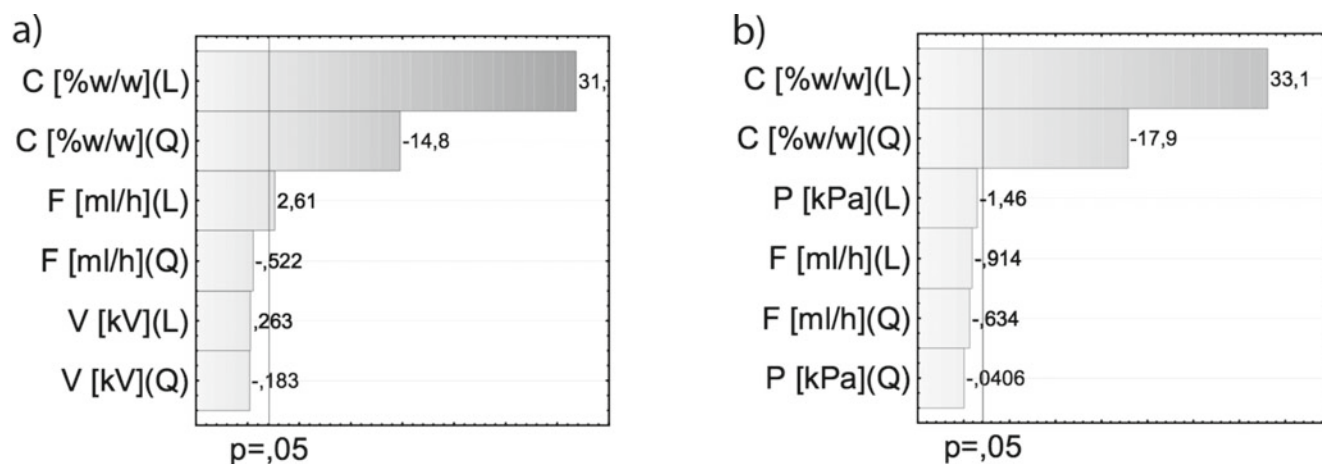 a)
C [%w/w](L)
31,
C [%w/w](Q)
-14,8
F [ml/h](L)
2,61
F [ml/h](Q)
-,522
V [kV](L)
,263
V [kV](Q)
-,183
p=,05
b)
C [%w/w](L)
33,1
C [%w/w](Q)
-17,9
P [kPa](L)
-1,46
F [ml/h](L)
-,914
F [ml/h](Q)
-,634
P [kPa](Q)
-,0406
p=,05